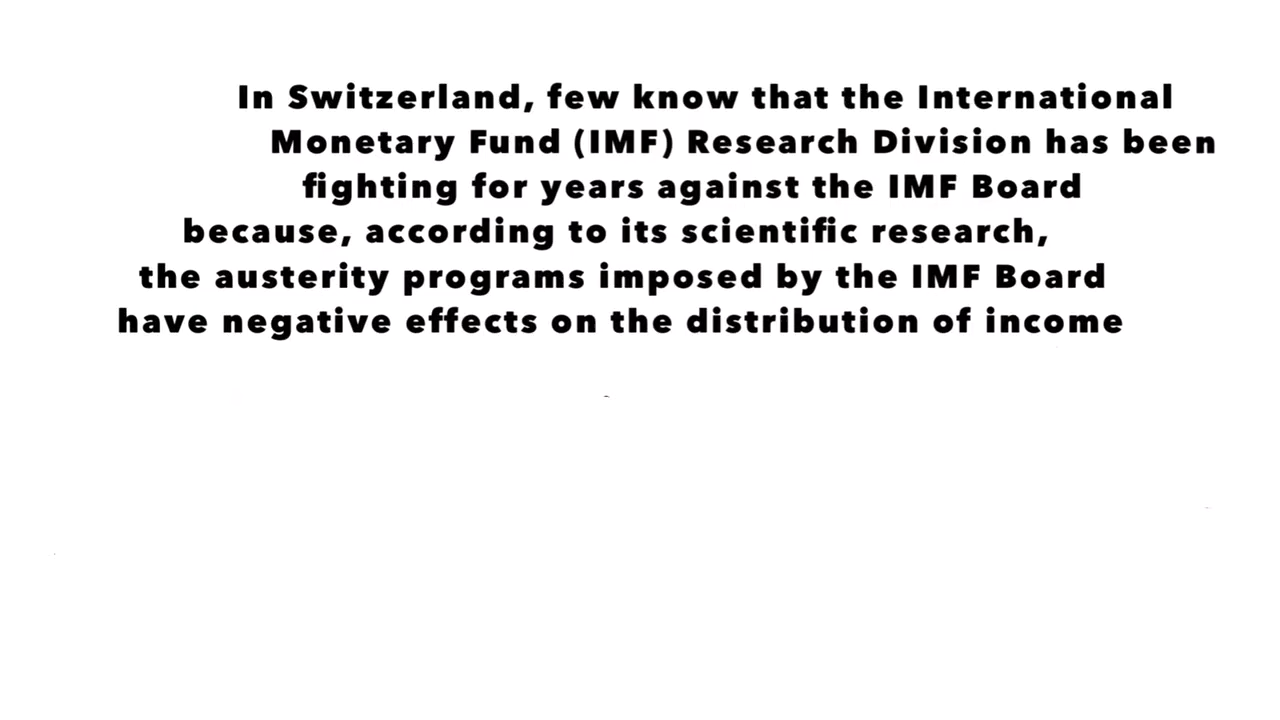 In Switzerland, few know that the International
Monetary Fund (IMF) Research Division has been
fighting for years against the IMF Board
because, according to its scientific research,
the austerity programs imposed by the IMF Board
have negative effects on the distribution of income